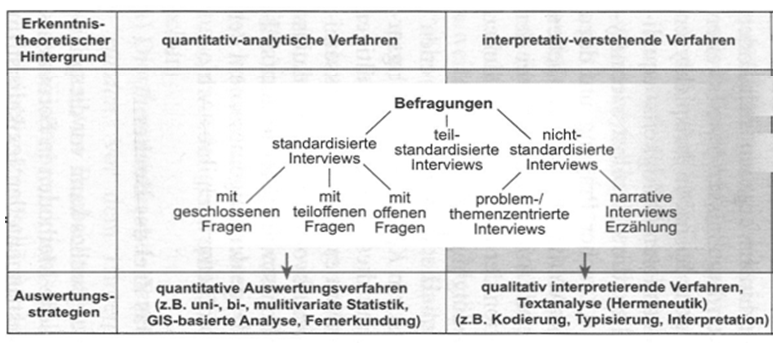 Erkenntnis-
theoretischer
Hintergrund
quantitativ-analytische Verfahren
interpretativ-verstehende Verfahren
Befragungen
standardisierte
Interviews
teil-
standardisierte
Interviews
nicht-
standardisierte
Interviews
mit
geschlossenen
Fragen
mit
teiloffenen
Fragen
mit
offenen
Fragen
problem-/
themenzentrierte
Interviews
narrative
Interviews
Erzählung
Auswertungs-
strategien
quantitative Auswertungsverfahren
(z.B. uni-, bi-, mulitivariate Statistik,
GIS-basierte Analyse, Fernerkundung)
qualitativ interpretierende Verfahren,
Textanalyse (Hermeneutik)
(z.B. Kodierung, Typisierung, Interpretation)